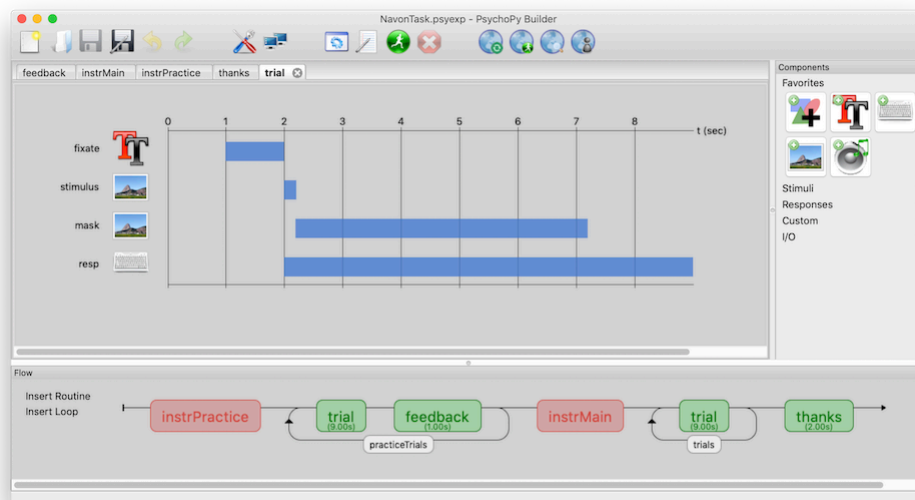 NavonTask.psyexp - PsychoPy Builder
feedback
instrMain
instrPractice
thanks
trial
0 1 2 3 4 5 6 7 8
t (sec)
fixate
stimulus
mask
resp
Components
Favorites
Stimuli
Responses
Custom
I/O
Flow
Insert Routine
Insert Loop
instrPractice
trial
(9.00s)
feedback
(1.00s)
practiceTrials
instrMain
trial
(9.00s)
trials
thanks
(2.00s)